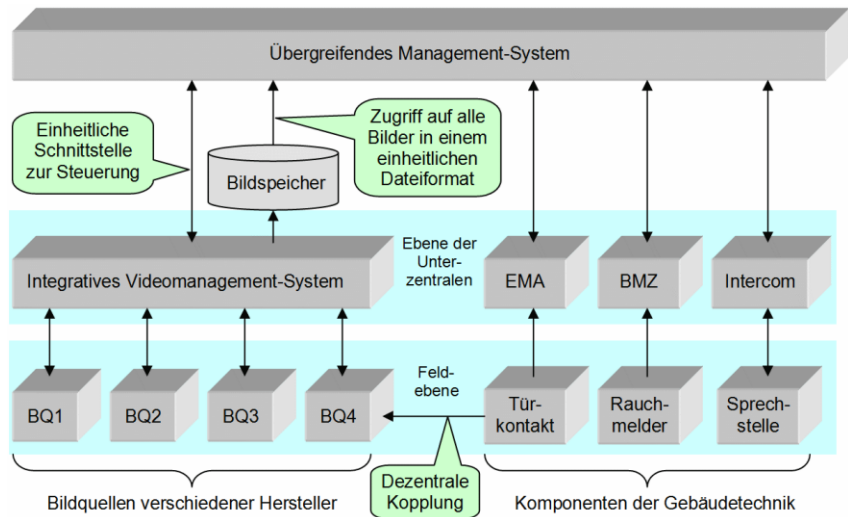 Übergreifendes Management-System
Einheitliche
Schnittstelle
zur Steuerung
Zugriff auf alle
Bilder in einem
einheitlichen
Dateiformat
Bildspeicher
Integratives Videomanagement-System
Ebene der
Unter-
zentralen
EMA
BMZ
Intercom
BQ1
BQ2
BQ3
BQ4
Feld-
ebene
Tür-
kontakt
Rauch-
melder
Sprech-
stelle
Bildquellen verschiedener Hersteller
Dezentrale
Kopplung
Komponenten der Gebäudetechnik